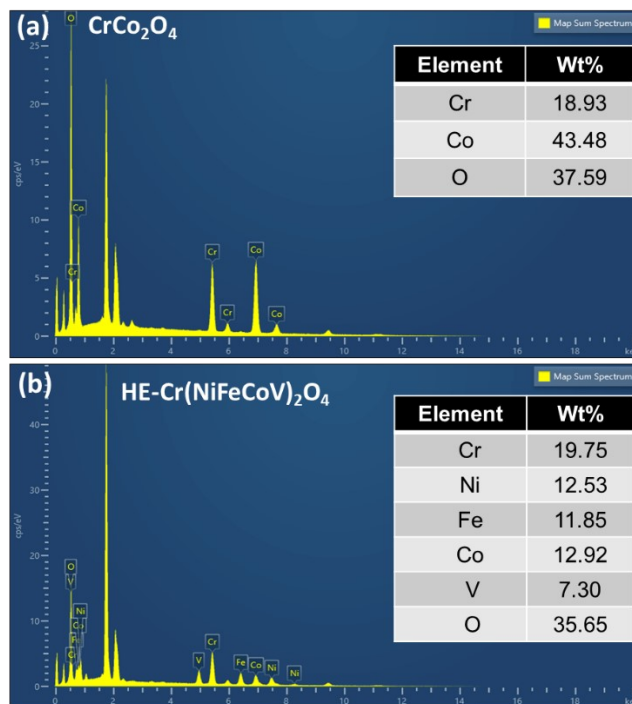 (a) CrCo₂O₄
Map Sum Spectrum
Element Wt%
Cr 18.93
Co 43.48
O 37.59
25
20
15
10
5
0
cps/eV
O
Co
Cr
Cr
Cr
Co
Co
0 2 4 6 8 10 12 14 16 18
(b) HE-Cr(NiFeCoV)₂O₄
Map Sum Spectrum
Element Wt%
Cr 19.75
Ni 12.53
Fe 11.85
Co 12.92
V 7.30
O 35.65
40
30
20
10
0
cps/eV
O
V
Ni
Co
V
Cr
Fe
Co
Ni
Ni
0 2 4 6 8 10 12 14 16 18